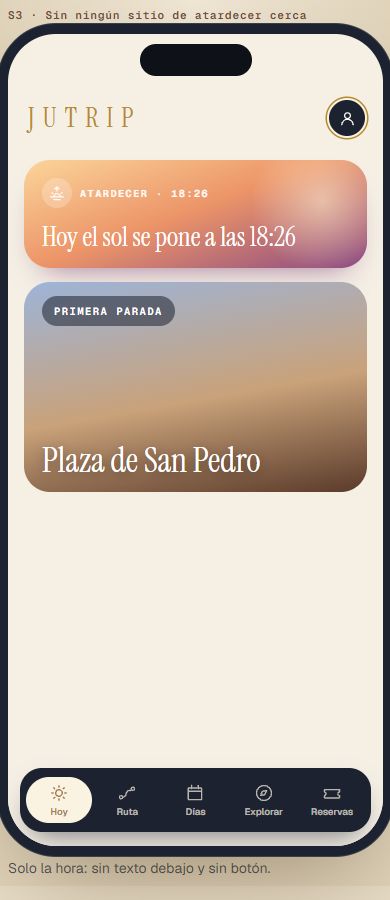 S3 · Sin ningún sitio de atardecer cerca
JUTRIP
ATARDECER · 18:26
Hoy el sol se pone a las 18:26
PRIMERA PARADA
Plaza de San Pedro
Hoy
Ruta
Días
Explorar
Reservas
Solo la hora: sin texto debajo y sin botón.